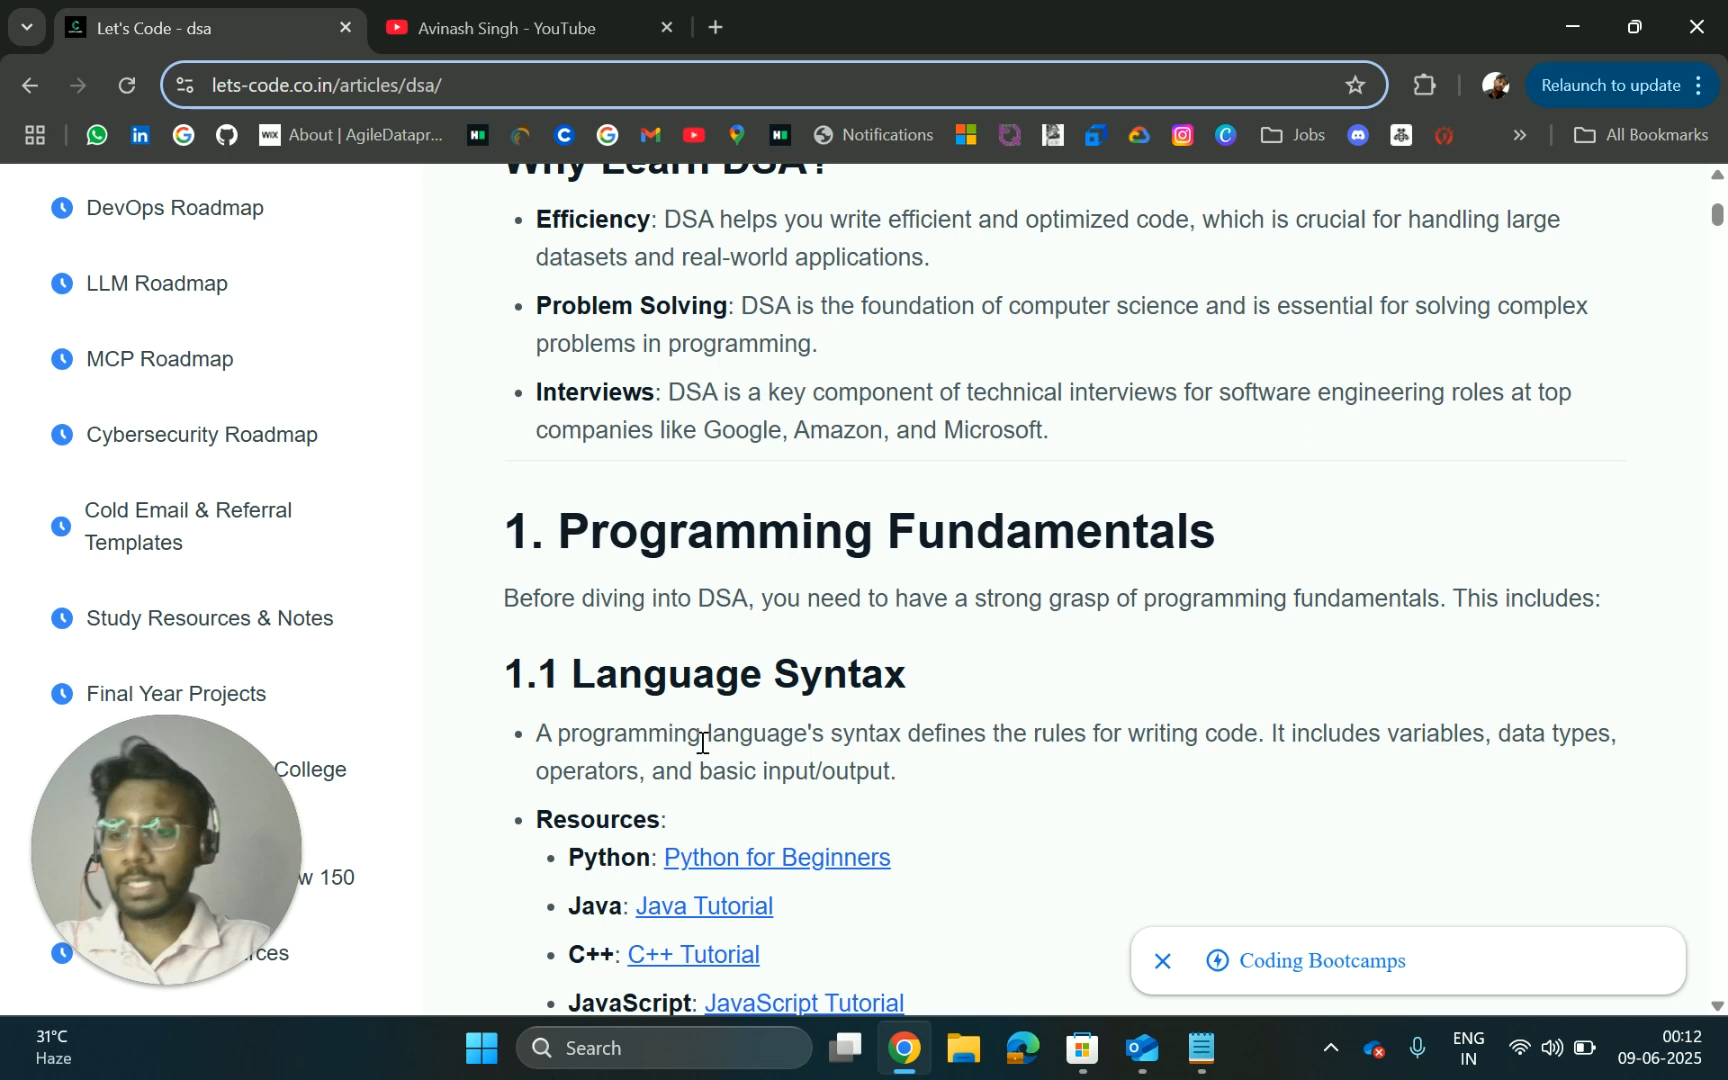 Let's Code - dsa
Avinash Singh - YouTube
lets-code.co.in/articles/dsa/
Relaunch to update
WIX About | AgileDatapr...
Notifications
Jobs
All Bookmarks
DevOps Roadmap
LLM Roadmap
MCP Roadmap
Cybersecurity Roadmap
Cold Email & Referral
Templates
Study Resources & Notes
Final Year Projects
College
w 150
rces
Why Learn DSA?
• Efficiency: DSA helps you write efficient and optimized code, which is crucial for handling large
datasets and real-world applications.
• Problem Solving: DSA is the foundation of computer science and is essential for solving complex
problems in programming.
• Interviews: DSA is a key component of technical interviews for software engineering roles at top
companies like Google, Amazon, and Microsoft.
1. Programming Fundamentals
Before diving into DSA, you need to have a strong grasp of programming fundamentals. This includes:
1.1 Language Syntax
• A programming language's syntax defines the rules for writing code. It includes variables, data types,
operators, and basic input/output.
• Resources:
• Python: Python for Beginners
• Java: Java Tutorial
• C++: C++ Tutorial
• JavaScript: JavaScript Tutorial
Coding Bootcamps
31°C
Haze
Search
ENG
IN
00:12
09-06-2025